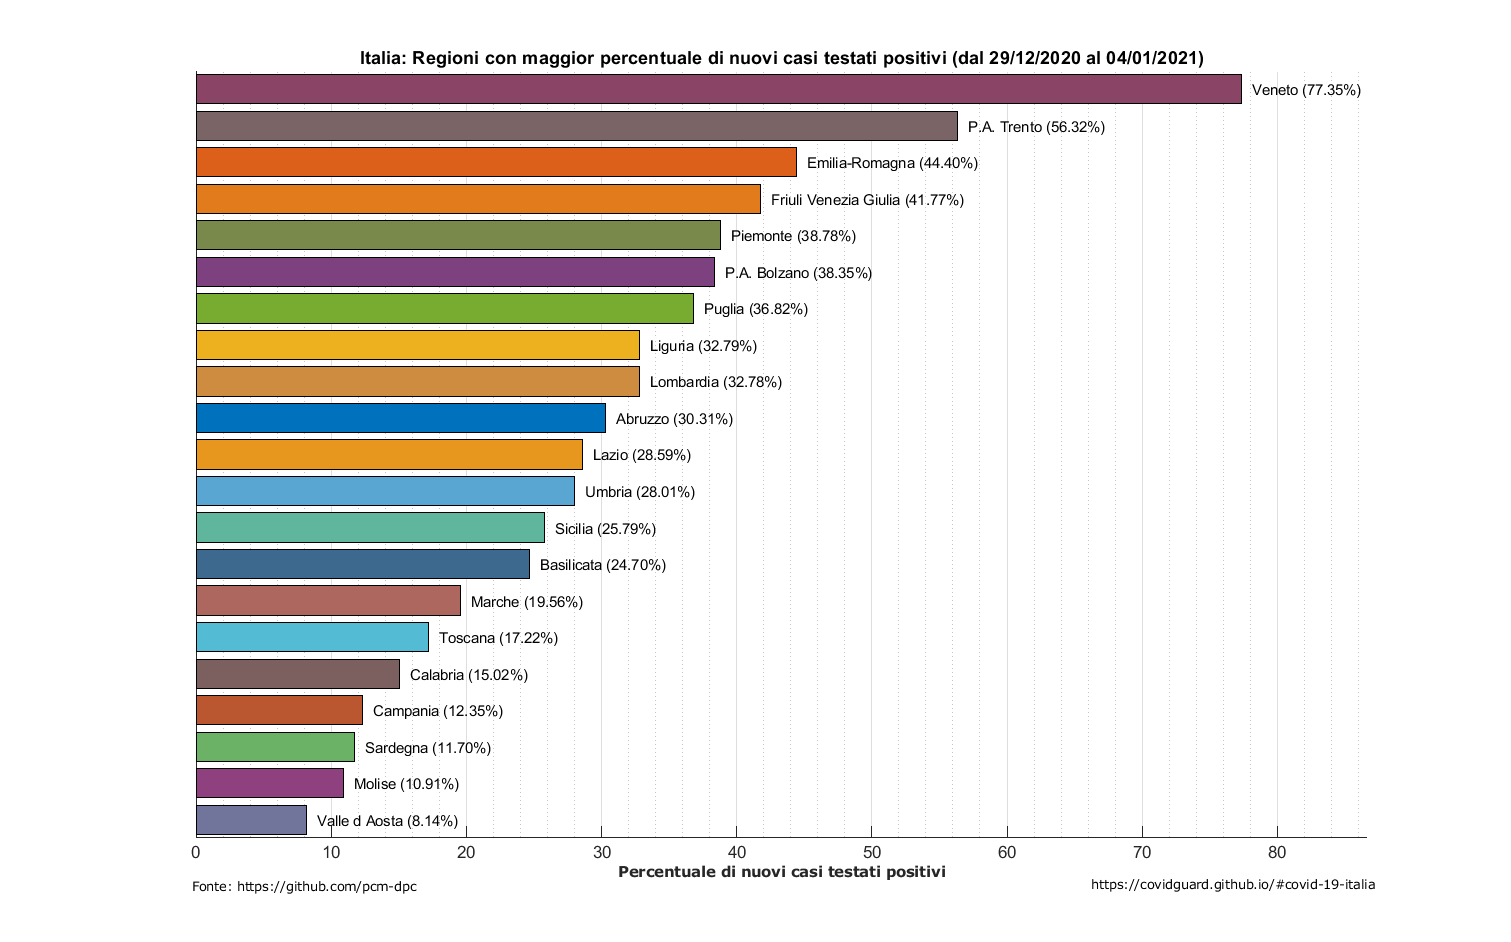 Italia: Regioni con maggior percentuale di nuovi casi testati positivi (dal 29/12/2020 al 04/01/2021)
Veneto (77.35%)
P.A. Trento (56.32%)
Emilia-Romagna (44.40%)
Friuli Venezia Giulia (41.77%)
Piemonte (38.78%)
P.A. Bolzano (38.35%)
Puglia (36.82%)
Liguria (32.79%)
Lombardia (32.78%)
Abruzzo (30.31%)
Lazio (28.59%)
Umbria (28.01%)
Sicilia (25.79%)
Basilicata (24.70%)
Marche (19.56%)
Toscana (17.22%)
Calabria (15.02%)
Campania (12.35%)
Sardegna (11.70%)
Molise (10.91%)
Valle d Aosta (8.14%)
0 10 20 30 40 50 60 70 80
Percentuale di nuovi casi testati positivi
Fonte: https://github.com/pcm-dpc
https://covidguard.github.io/#covid-19-italia